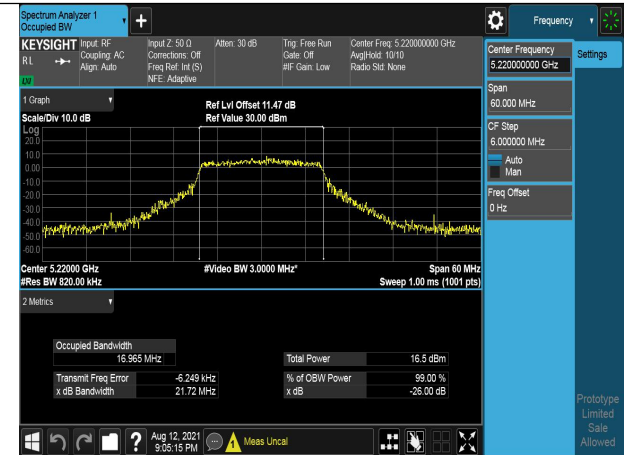 Spectrum Analyzer 1
Occupied BW
Frequency
KEYSIGHT
Input: RF
Input Z: 50 Ω
Atten: 30 dB
Trig: Free Run
Center Freq: 5.220000000 GHz
R L
Coupling: AC
Corrections: Off
Gate: Off
Avg|Hold: 10/10
Align: Auto
Freq Ref: Int (S)
#IF Gain: Low
Radio Std: None
NFE: Adaptive
1 Graph
Scale/Div 10.0 dB
Ref Lvl Offset 11.47 dB
Ref Value 30.00 dBm
Log
20.0
10.0
0.00
-10.0
-20.0
-30.0
-40.0
-50.0
-60.0
Center 5.22000 GHz
#Video BW 3.0000 MHz*
Span 60 MHz
#Res BW 820.00 kHz
Sweep 1.00 ms (1001 pts)
2 Metrics
Occupied Bandwidth
16.965 MHz
Total Power 16.5 dBm
Transmit Freq Error -6.249 kHz
% of OBW Power 99.00 %
x dB Bandwidth 21.72 MHz
x dB -26.00 dB
Center Frequency
5.220000000 GHz
Settings
Span
60.000 MHz
CF Step
6.000000 MHz
Auto
Man
Freq Offset
0 Hz
Prototype
Limited
Sale
Allowed
?
Aug 12, 2021
9:05:15 PM
1
Meas Uncal